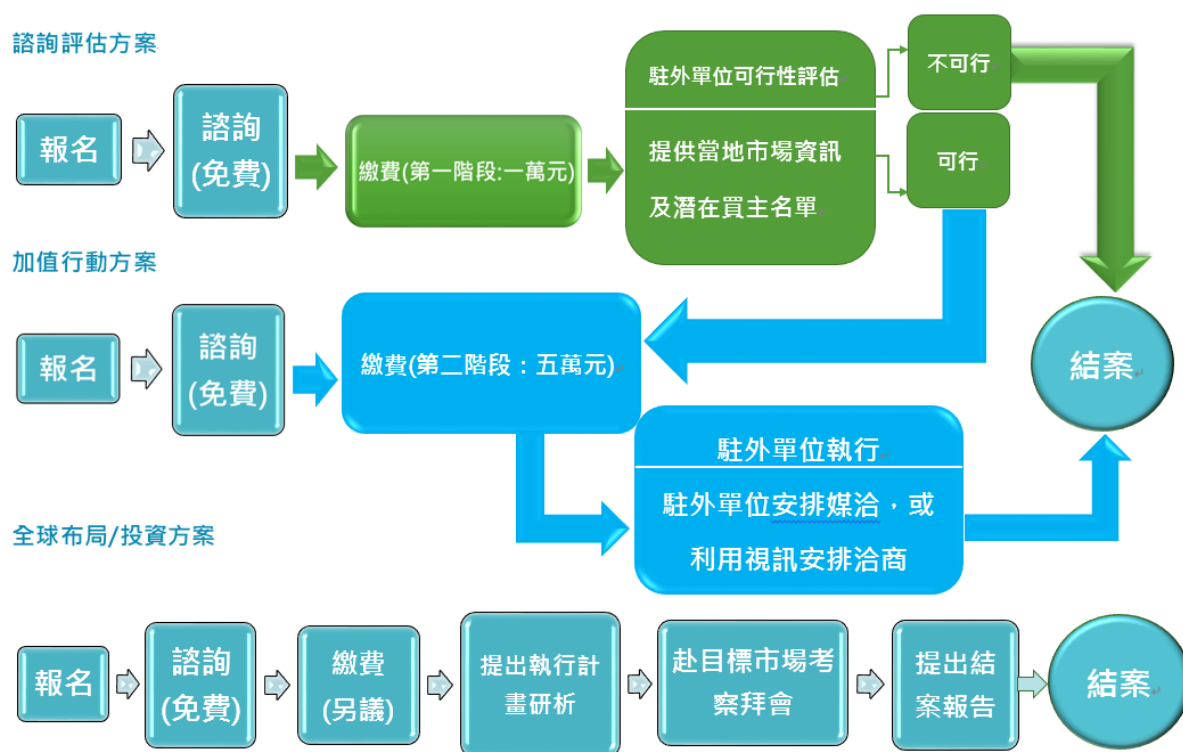 諮詢評估方案
報名
諮詢
(免費)
繳費(第一階段:一萬元)
駐外單位可行性評估
提供當地市場資訊
及潛在買主名單
不可行
可行
加值行動方案
報名
諮詢
(免費)
繳費(第二階段：五萬元)
駐外單位執行
駐外單位安排媒洽，或
利用視訊安排洽商
結案
全球布局/投資方案
報名
諮詢
(免費)
繳費
(另議)
提出執行計
畫研析
赴目標市場考
察拜會
提出結
案報告
結案